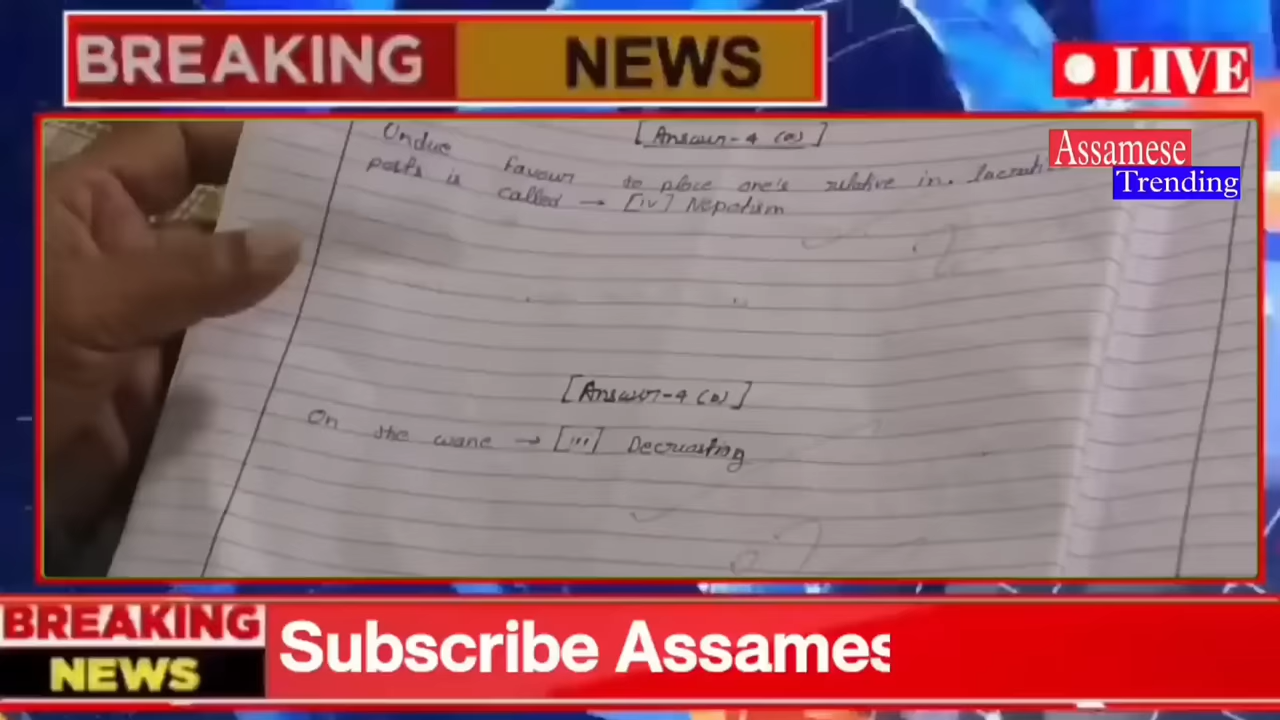 BREAKING NEWS
LIVE
Assamese
Trending
[Answer-4 (a)]
Undue Favour to place one's relative in
posts is called → [iv] Nepotism
[Answer-4 (b)]
On the wane → [iii] Decreasing
BREAKING
NEWS
Subscribe Assames